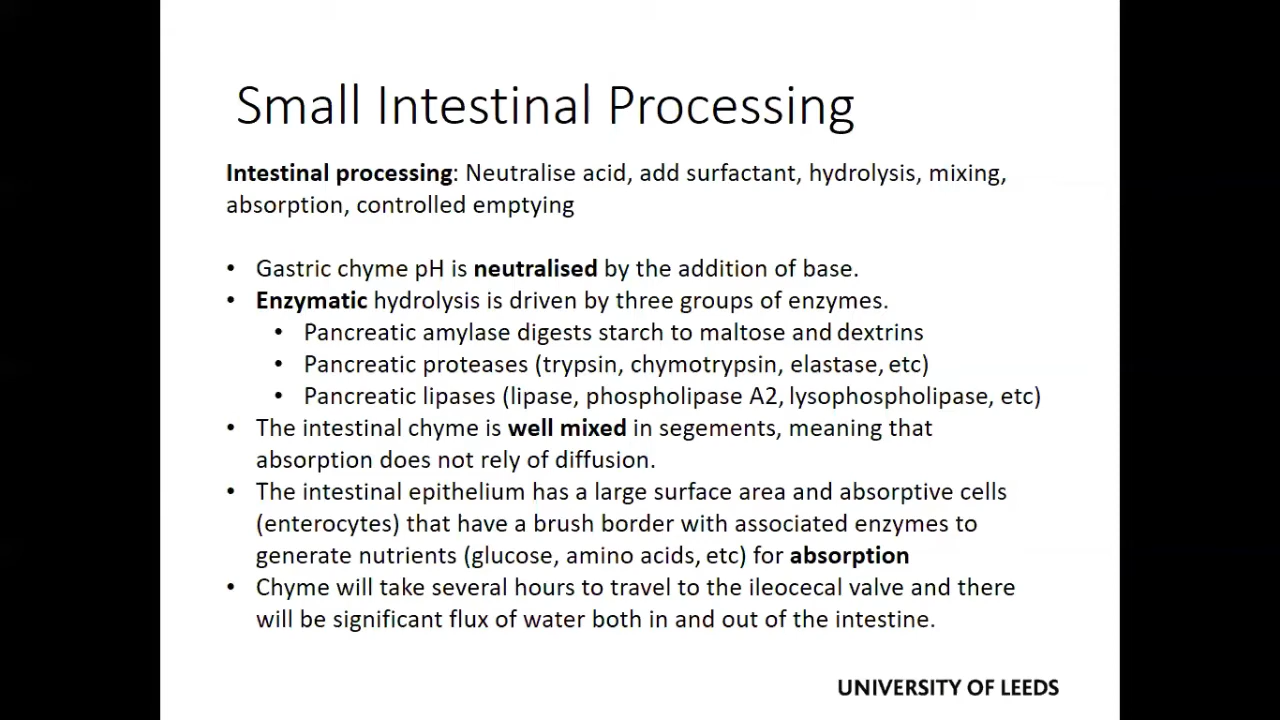 Small Intestinal Processing
Intestinal processing: Neutralise acid, add surfactant, hydrolysis, mixing,
absorption, controlled emptying
• Gastric chyme pH is neutralised by the addition of base.
• Enzymatic hydrolysis is driven by three groups of enzymes.
• Pancreatic amylase digests starch to maltose and dextrins
• Pancreatic proteases (trypsin, chymotrypsin, elastase, etc)
• Pancreatic lipases (lipase, phospholipase A2, lysophospholipase, etc)
• The intestinal chyme is well mixed in segements, meaning that
absorption does not rely of diffusion.
• The intestinal epithelium has a large surface area and absorptive cells
(enterocytes) that have a brush border with associated enzymes to
generate nutrients (glucose, amino acids, etc) for absorption
• Chyme will take several hours to travel to the ileocecal valve and there
will be significant flux of water both in and out of the intestine.
UNIVERSITY OF LEEDS